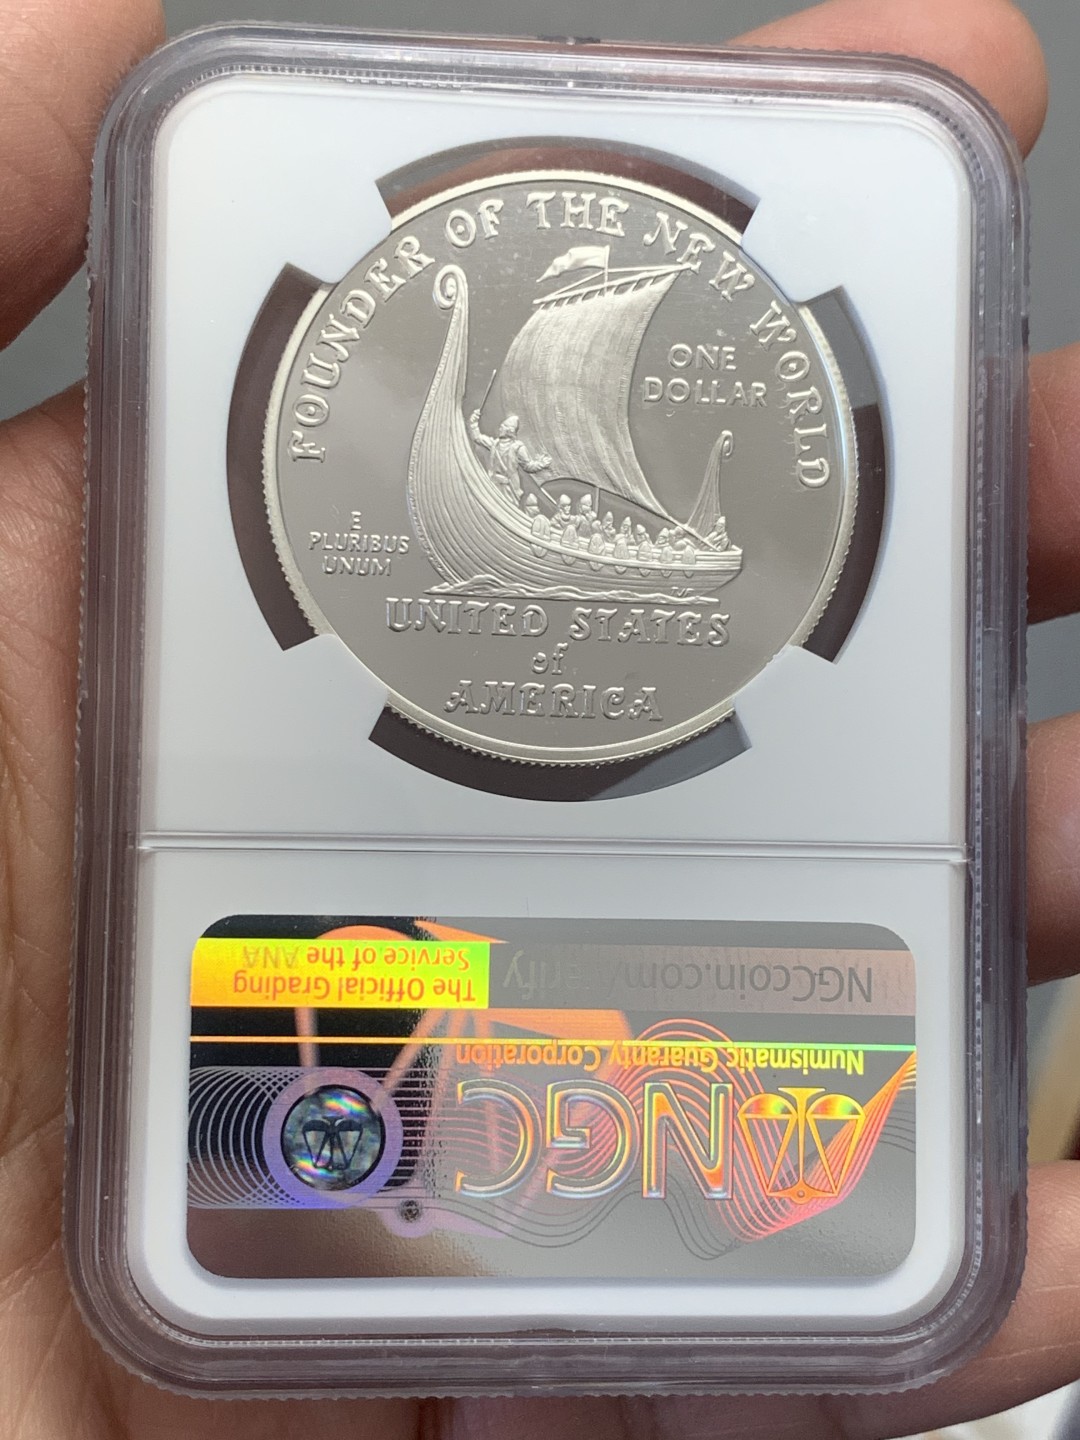 FOUNDER OF THE NEW WORLD
ONE
DOLLAR
E
PLURIBUS
UNUM
UNITED STATES
of
AMERICA
NGCcoin.com/verify
The Official Grading
Service of the ANA
Numismatic Guaranty Corporation
NGC